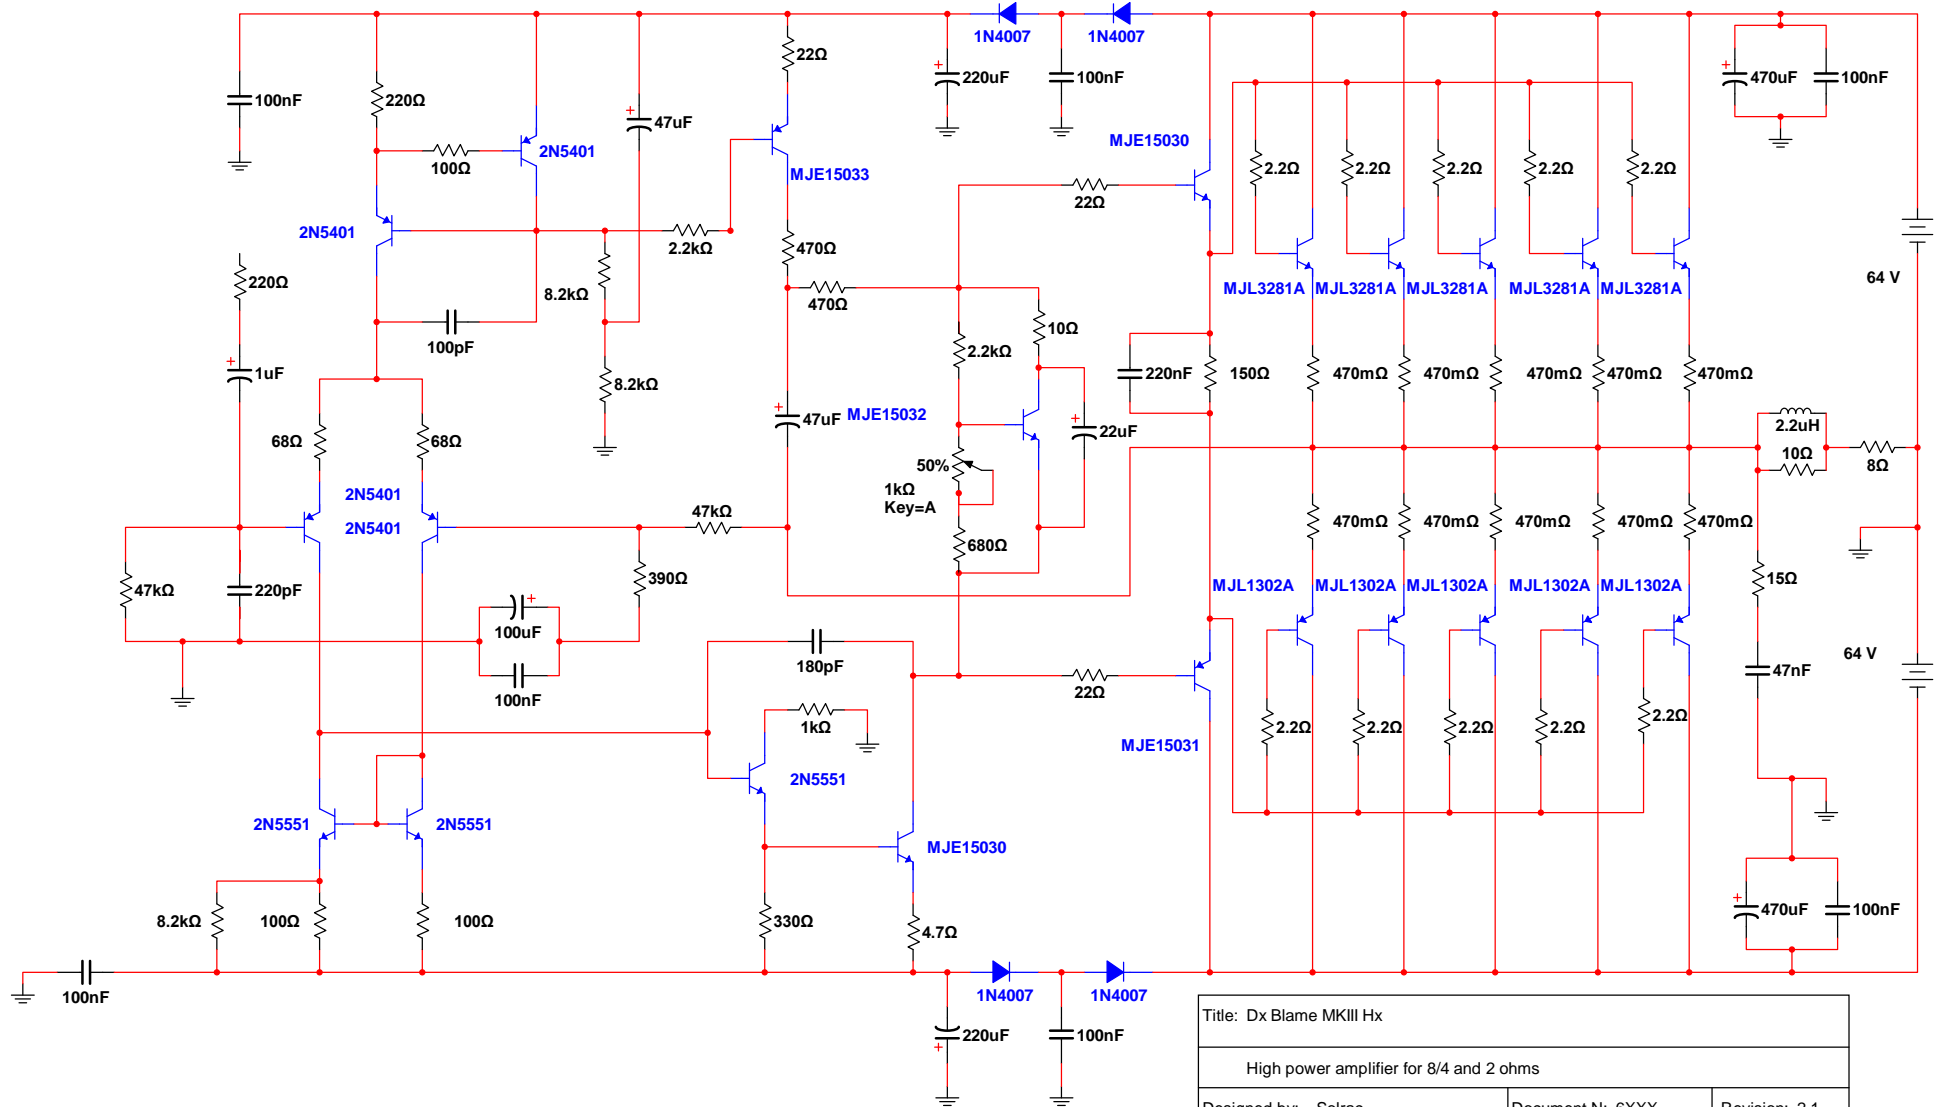 1N4007
1N4007
22Ω
220uF
100nF
470uF
100nF
100nF
220Ω
47uF
MJE15030
100Ω
2N5401
MJE15033
2.2Ω
2.2Ω
2.2Ω
2.2Ω
2.2Ω
22Ω
2N5401
2.2kΩ
470Ω
64 V
220Ω
8.2kΩ
470Ω
MJL3281A
MJL3281A
MJL3281A
MJL3281A
MJL3281A
100pF
10Ω
2.2kΩ
1uF
8.2kΩ
220nF
150Ω
470mΩ
470mΩ
470mΩ
470mΩ
470mΩ
47uF
MJE15032
22uF
2.2uH
68Ω
68Ω
10Ω
8Ω
50%
1kΩ
Key=A
2N5401
2N5401
47kΩ
470mΩ
470mΩ
470mΩ
470mΩ
470mΩ
680Ω
390Ω
47kΩ
220pF
15Ω
MJL1302A
MJL1302A
MJL1302A
MJL1302A
MJL1302A
100uF
180pF
64 V
47nF
100nF
22Ω
1kΩ
2.2Ω
2.2Ω
2.2Ω
2.2Ω
2.2Ω
MJE15031
2N5551
2N5551
2N5551
MJE15030
8.2kΩ
100Ω
100Ω
330Ω
4.7Ω
470uF
100nF
100nF
1N4007
1N4007
220uF
100nF
Title: Dx Blame MKIII Hx
High power amplifier for 8/4 and 2 ohms